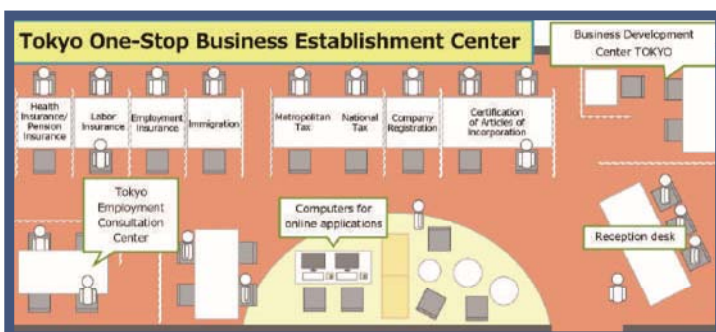 Tokyo One-Stop Business Establishment Center
Business Development
Center TOKYO
Health
Insurance/
Pension
Insurance
Labor
Insurance
Employment
Insurance
Immigration
Metropolitan
Tax
National
Tax
Company
Registration
Certification
of Articles of
Incorporation
Tokyo
Employment
Consultation
Center
Computers for
online applications
Reception desk